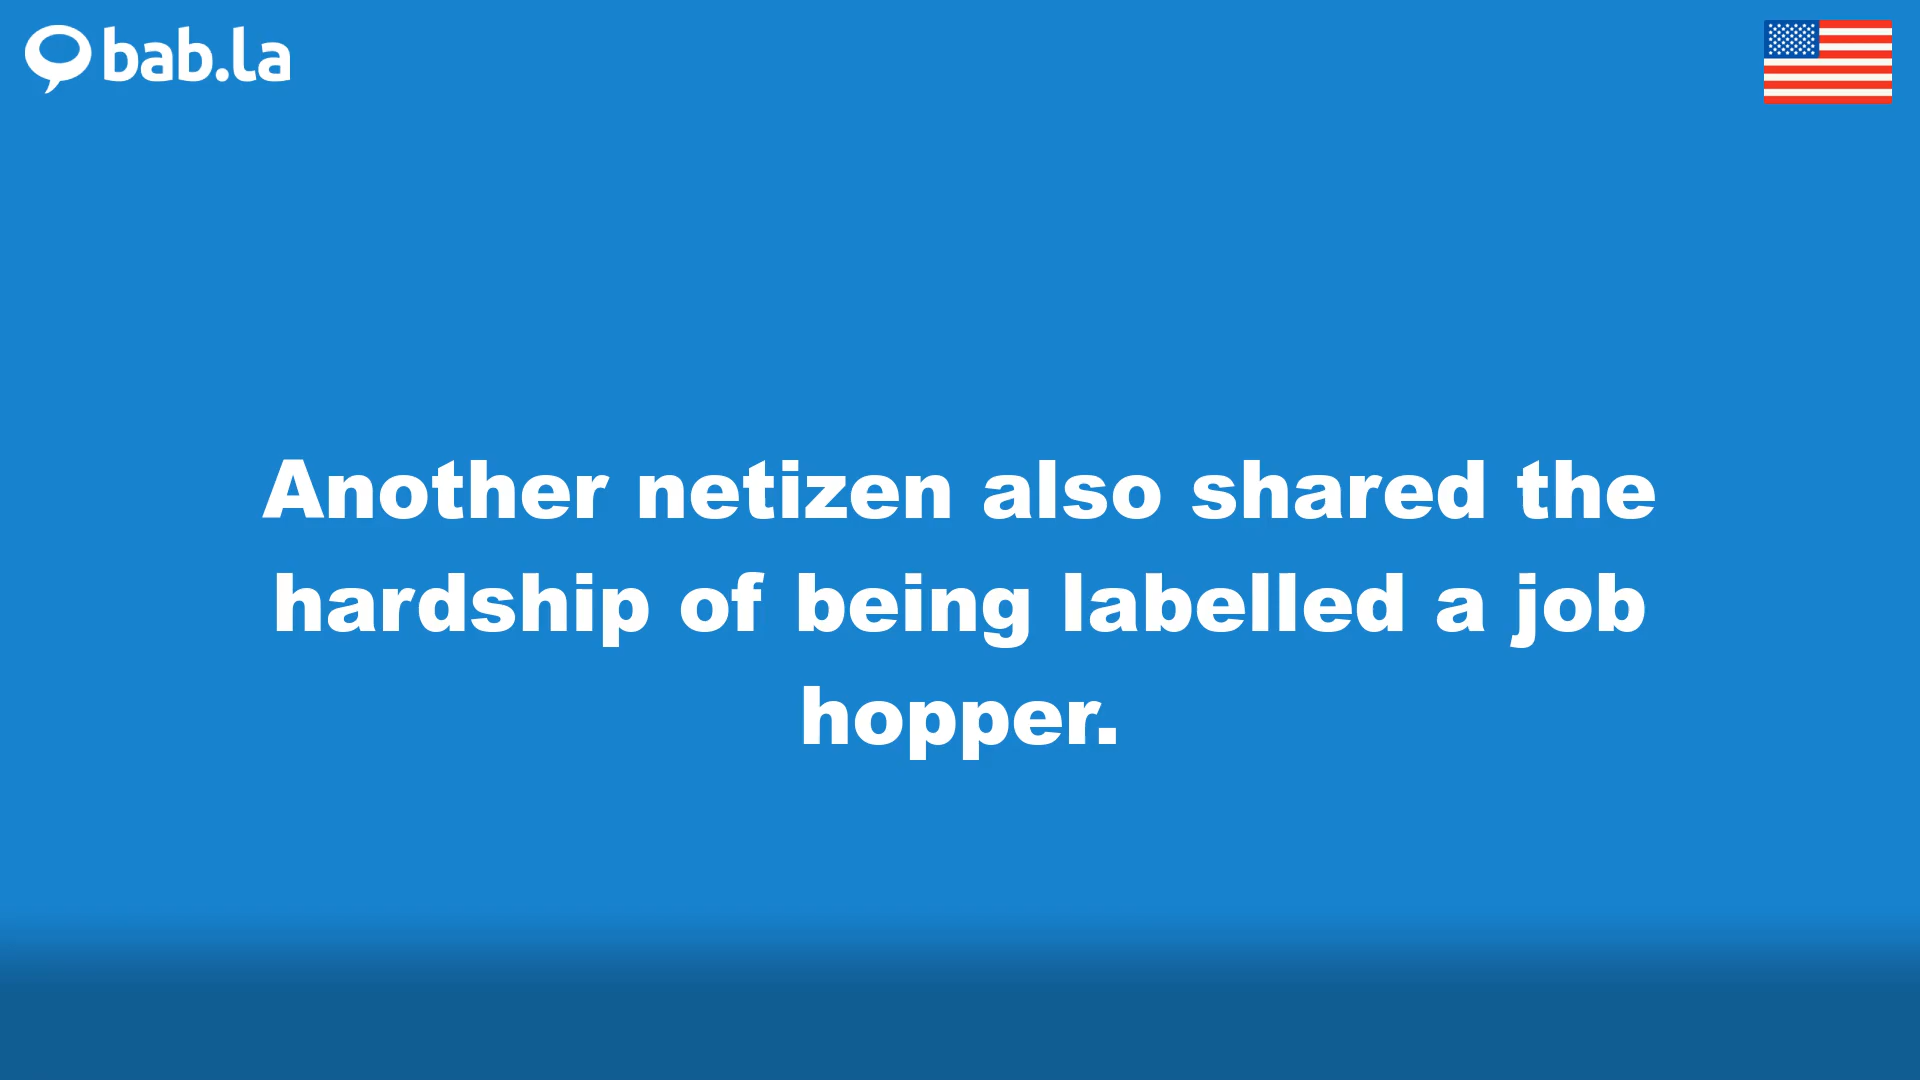 bab.la
Another netizen also shared the
hardship of being labelled a job
hopper.